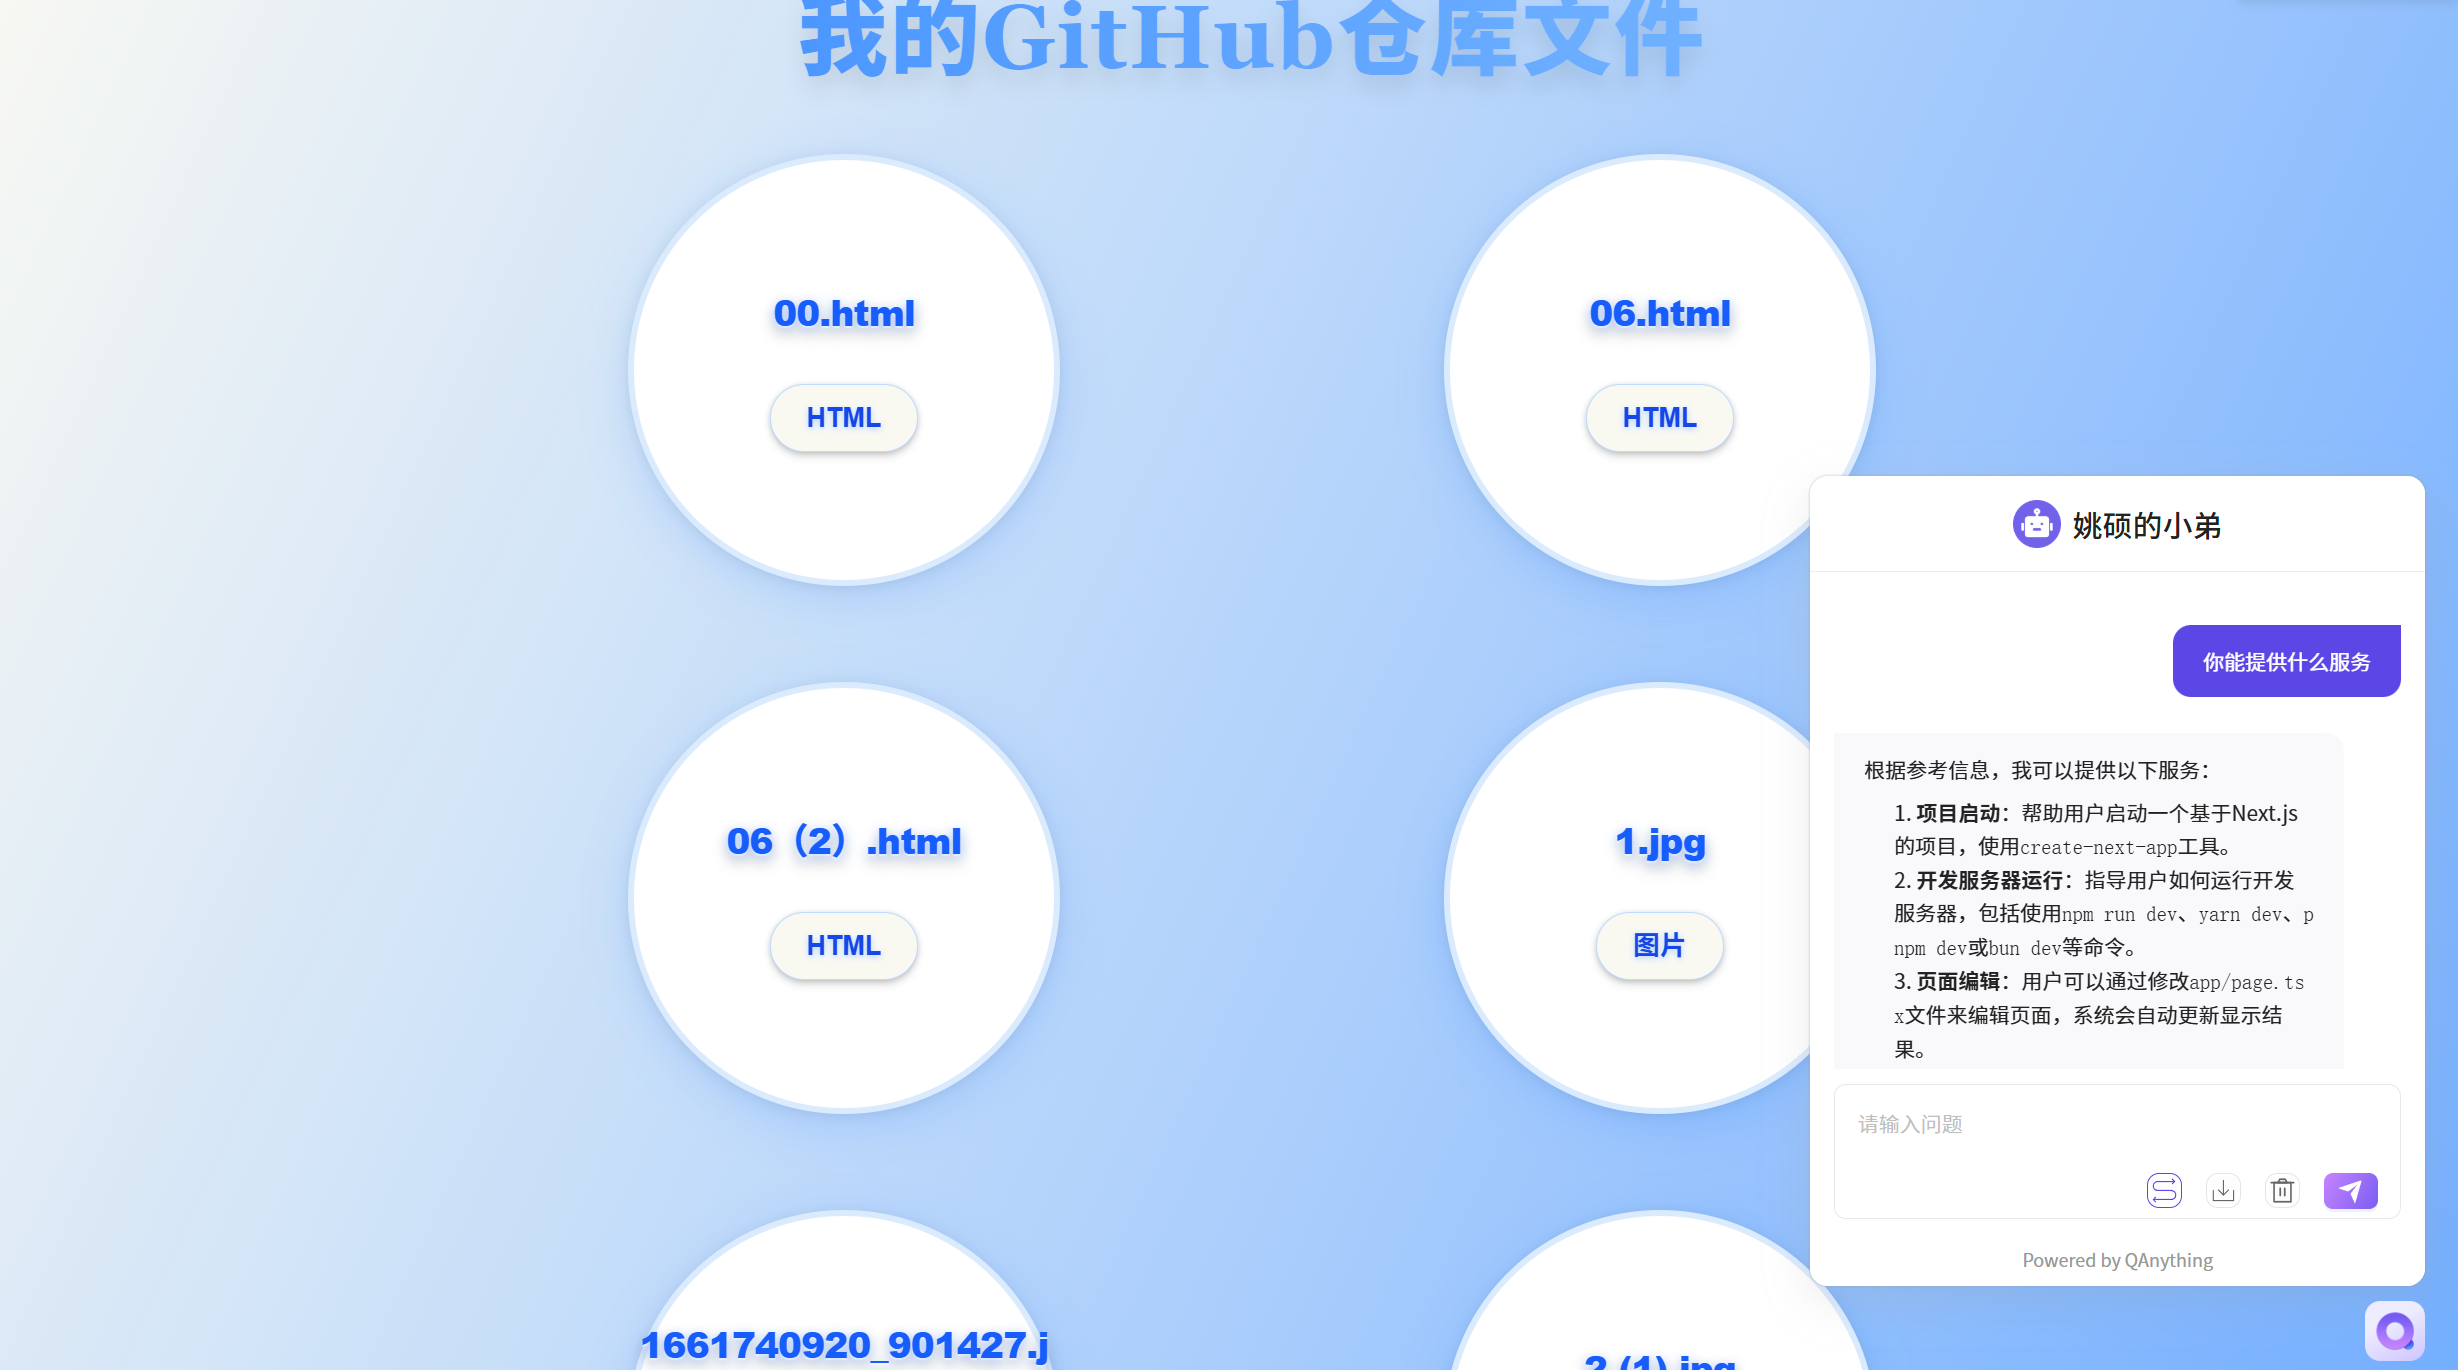 我的GitHub仓库文件
00.html
HTML
06.html
HTML
06（2）.html
HTML
1.jpg
图片
1661740920_901427.j
2 (1).jpg
姚硕的小弟
你能提供什么服务
根据参考信息，我可以提供以下服务：
1. 项目启动：帮助用户启动一个基于Next.js
的项目，使用create-next-app工具。
2. 开发服务器运行：指导用户如何运行开发
服务器，包括使用npm run dev、yarn dev、p
npm dev或bun dev等命令。
3. 页面编辑：用户可以通过修改app/page.ts
x文件来编辑页面，系统会自动更新显示结
果。
请输入问题
Powered by QAnything